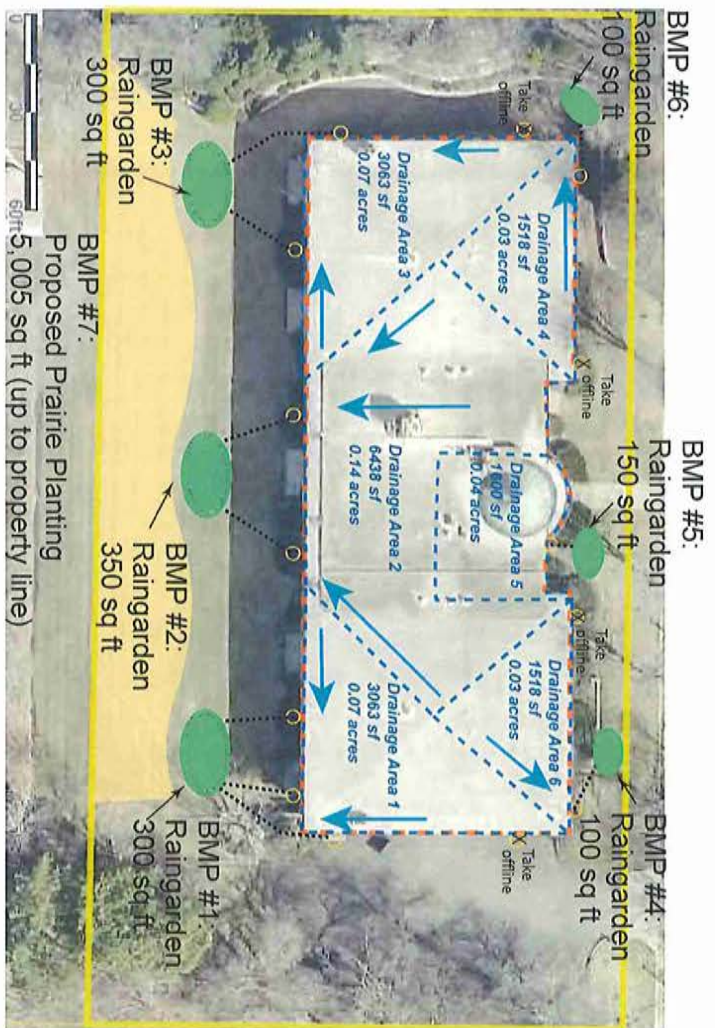 BMP #6:
Raingarden
100 sq ft
BMP #5:
Raingarden
150 sq ft
BMP #4:
Raingarden
100 sq ft
Take
offline
Take
offline
Take
offline
Take
offline
Drainage Area 4
1518 sf
0.03 acres
Drainage Area 5
1600 sf
0.04 acres
Drainage Area 6
1518 sf
0.03 acres
Drainage Area 3
3063 sf
0.07 acres
Drainage Area 2
6438 sf
0.14 acres
Drainage Area 1
3063 sf
0.07 acres
BMP #3:
Raingarden
300 sq ft
BMP #2:
Raingarden
350 sq ft
BMP #1:
Raingarden
300 sq ft
BMP #7:
Proposed Prairie Planting
5,005 sq ft (up to property line)
0 30 60ft